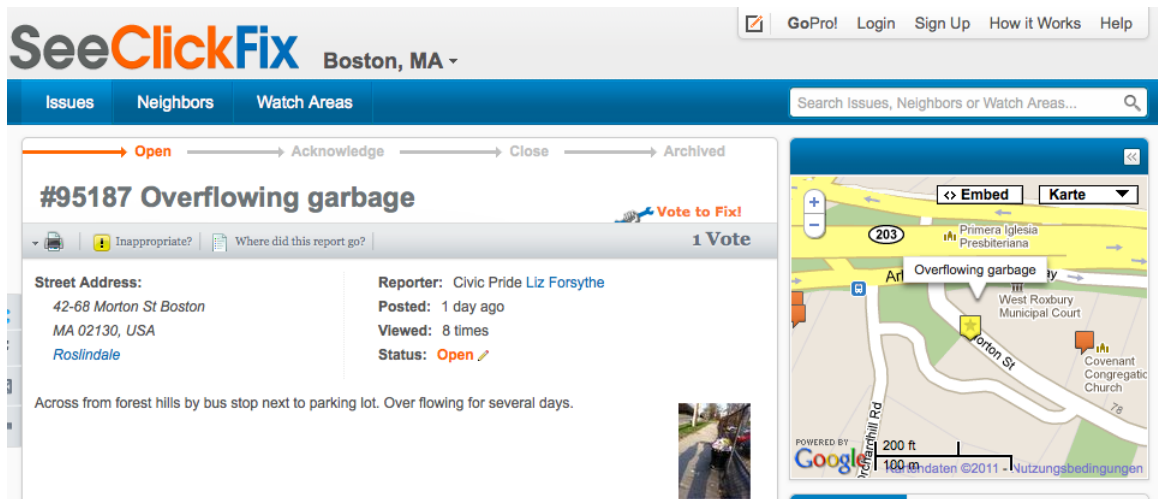 GoPro! Login Sign Up How it Works Help
SeeClickFix Boston, MA
Issues Neighbors Watch Areas
Search Issues, Neighbors or Watch Areas...
Open Acknowledge Close Archived
#95187 Overflowing garbage
Vote to Fix!
Inappropriate? Where did this report go?
1 Vote
Street Address:
42-68 Morton St Boston
MA 02130, USA
Roslindale
Reporter: Civic Pride Liz Forsythe
Posted: 1 day ago
Viewed: 8 times
Status: Open
Across from forest hills by bus stop next to parking lot. Over flowing for several days.
<> Embed Karte
203
Primera Iglesia
Presbiteriana
Overflowing garbage
West Roxbury
Municipal Court
Morton St
Covenant
Congregatic
Church
78
orchardhill Rd
200 ft
100 m
POWERED BY
Google
Kartendaten ©2011 - Nutzungsbedingungen